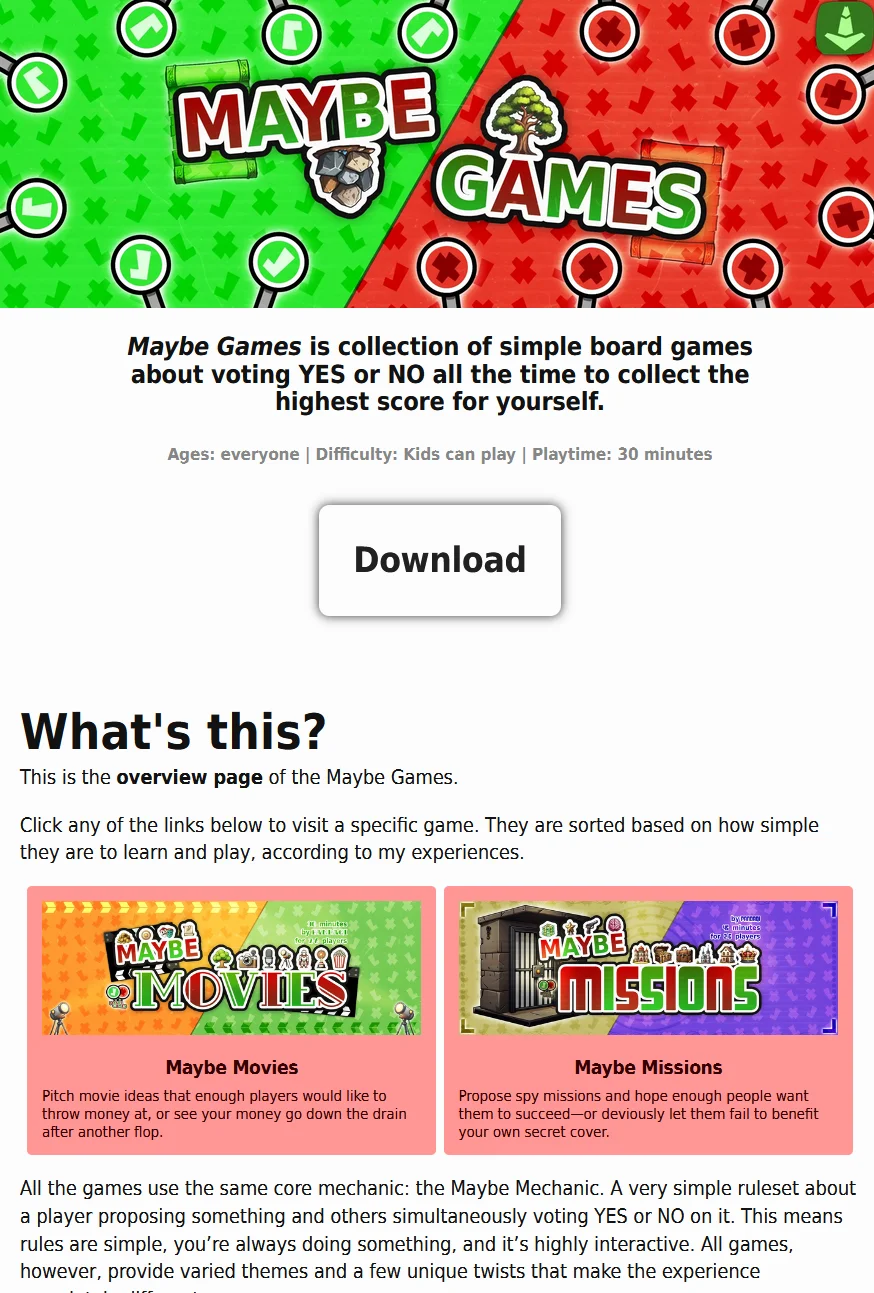 MAYBE
GAMES
Maybe Games is collection of simple board games
about voting YES or NO all the time to collect the
highest score for yourself.
Ages: everyone | Difficulty: Kids can play | Playtime: 30 minutes
Download
What's this?
This is the overview page of the Maybe Games.
Click any of the links below to visit a specific game. They are sorted based on how simple
they are to learn and play, according to my experiences.
MAYBE
MOVIES
minutes
by
for players
MAYBE
MISSIONS
by PANDAQI
minutes
for players
Maybe Movies
Pitch movie ideas that enough players would like to
throw money at, or see your money go down the drain
after another flop.
Maybe Missions
Propose spy missions and hope enough people want
them to succeed—or deviously let them fail to benefit
your own secret cover.
All the games use the same core mechanic: the Maybe Mechanic. A very simple ruleset about
a player proposing something and others simultaneously voting YES or NO on it. This means
rules are simple, you’re always doing something, and it’s highly interactive. All games,
however, provide varied themes and a few unique twists that make the experience